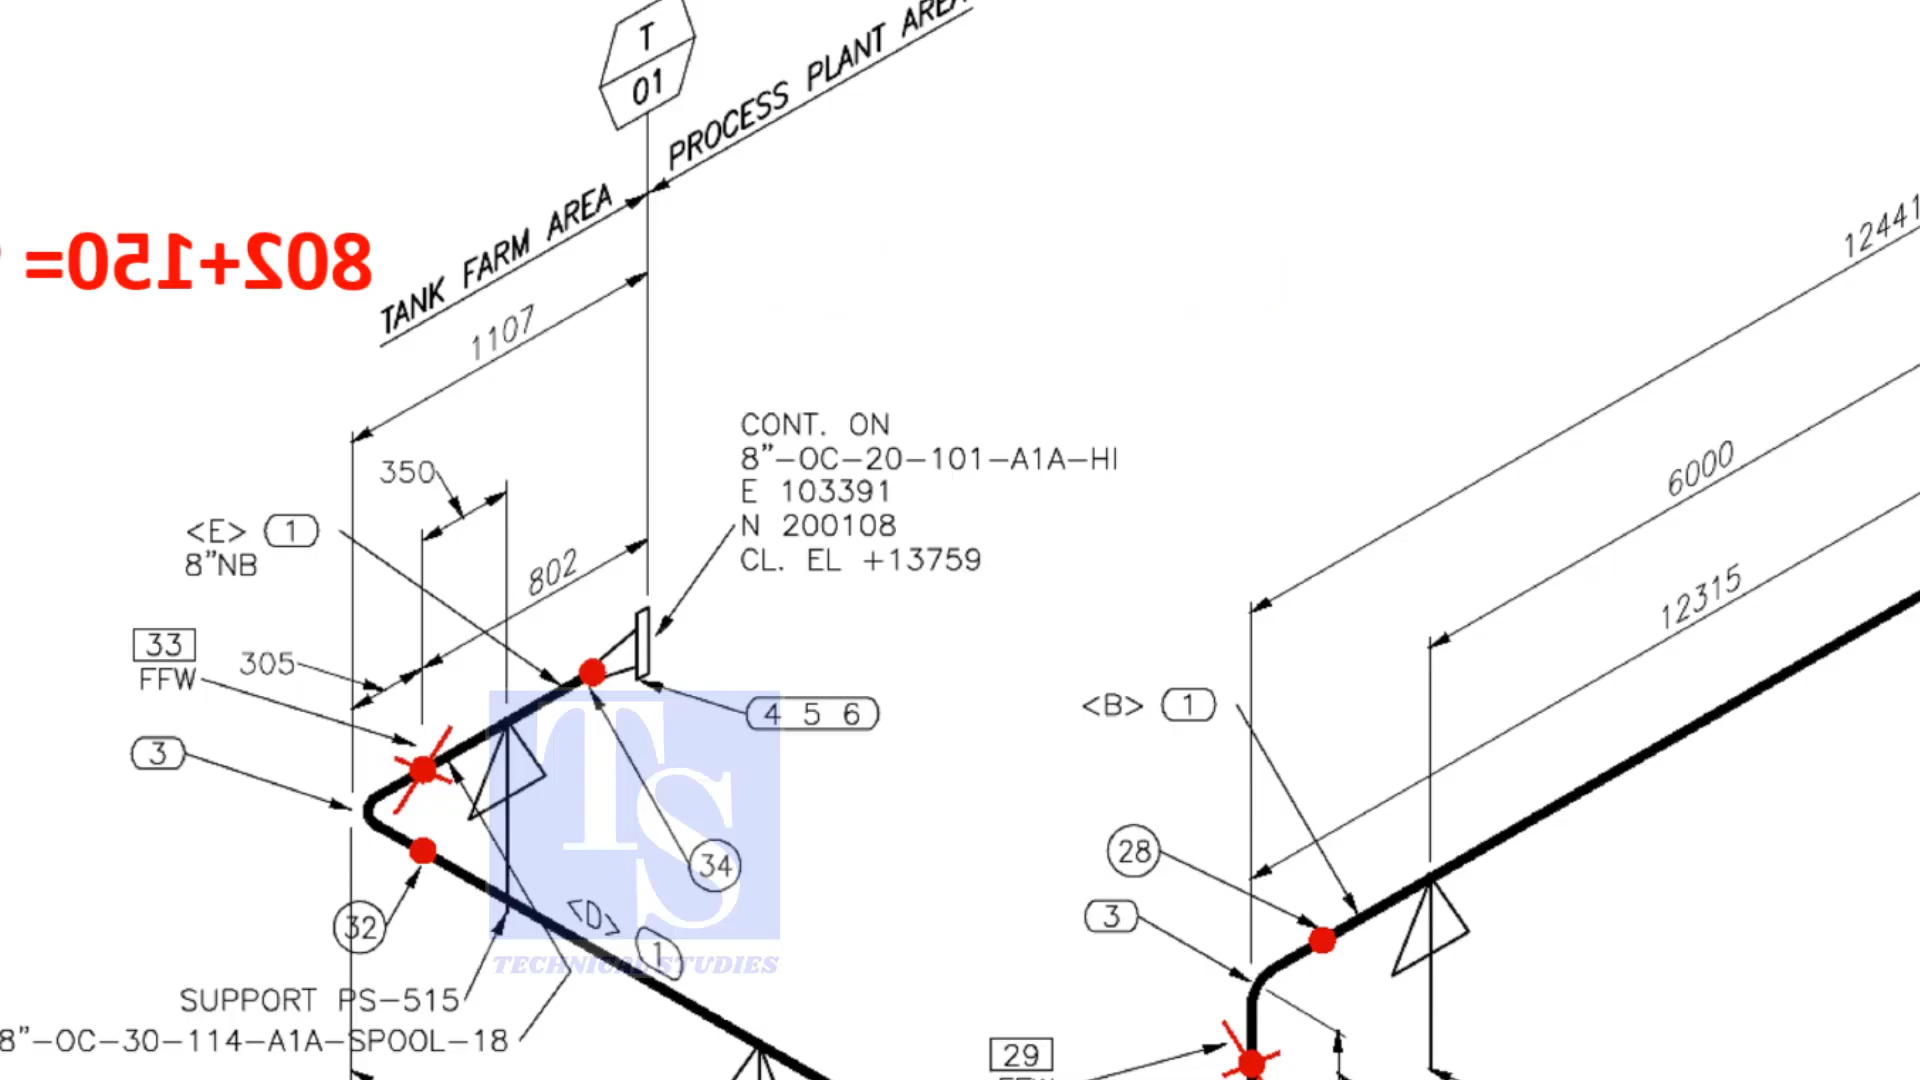 T
01
PROCESS PLANT AREA
TANK FARM AREA
802+150=
1107
12441
350
CONT. ON
8"-OC-20-101-A1A-HI
E 103391
N 200108
CL. EL +13759
<E> 1
8"NB
802
6000
12315
33
FFW
305
3
4 5 6
<B> 1
TS
34
28
3
32
<D> 1
TECHNICAL STUDIES
SUPPORT PS-515
8"-OC-30-114-A1A-SPOOL-18
29